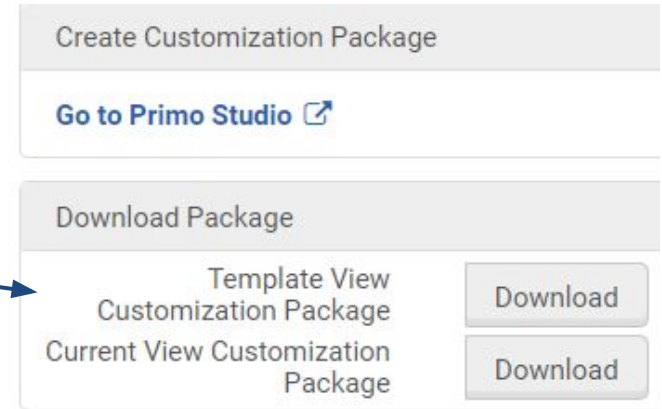 Create Customization Package
Go to Primo Studio
Download Package
Template View
Customization Package
Download
Current View Customization
Package
Download